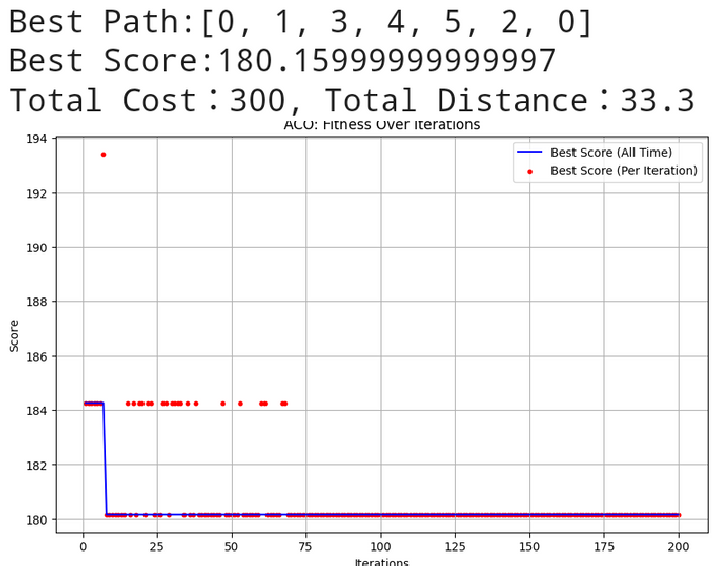 Best Path:[0, 1, 3, 4, 5, 2, 0]
Best Score:180.15999999999997
Total Cost：300, Total Distance：33.3
ACO: Fitness Over Iterations
194
192
190
188
186
184
182
180
Score
Best Score (All Time)
Best Score (Per Iteration)
0 25 50 75 100 125 150 175 200
Iterations